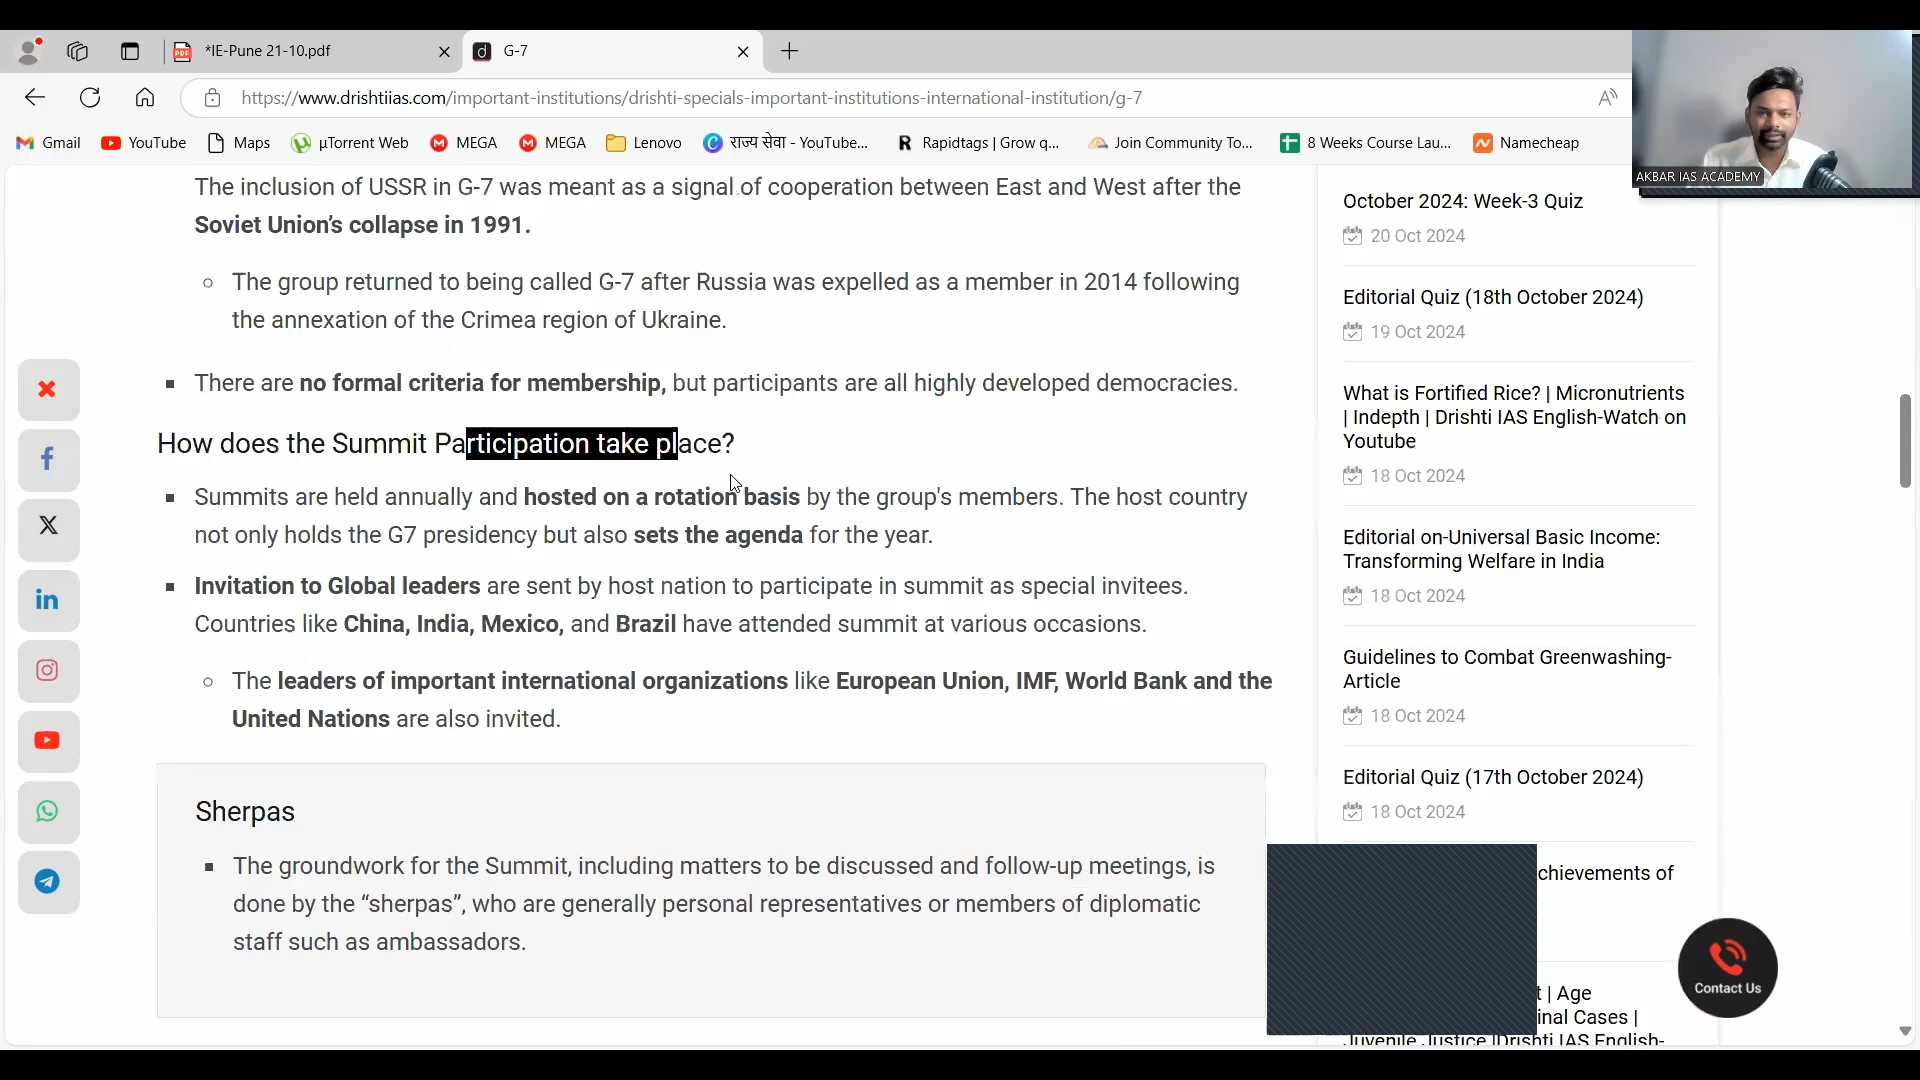 *IE-Pune 21-10.pdf
G-7
https://www.drishtiias.com/important-institutions/drishti-specials-important-institutions-international-institution/g-7
Gmail
YouTube
Maps
µTorrent Web
MEGA
MEGA
Lenovo
राज्य सेवा - YouTube...
Rapidtags | Grow q...
Join Community To...
8 Weeks Course Lau...
Namecheap
AKBAR IAS ACADEMY
The inclusion of USSR in G-7 was meant as a signal of cooperation between East and West after the
Soviet Union’s collapse in 1991.
The group returned to being called G-7 after Russia was expelled as a member in 2014 following
the annexation of the Crimea region of Ukraine.
There are no formal criteria for membership, but participants are all highly developed democracies.
How does the Summit Participation take place?
Summits are held annually and hosted on a rotation basis by the group's members. The host country
not only holds the G7 presidency but also sets the agenda for the year.
Invitation to Global leaders are sent by host nation to participate in summit as special invitees.
Countries like China, India, Mexico, and Brazil have attended summit at various occasions.
The leaders of important international organizations like European Union, IMF, World Bank and the
United Nations are also invited.
Sherpas
The groundwork for the Summit, including matters to be discussed and follow-up meetings, is
done by the “sherpas”, who are generally personal representatives or members of diplomatic
staff such as ambassadors.
October 2024: Week-3 Quiz
20 Oct 2024
Editorial Quiz (18th October 2024)
19 Oct 2024
What is Fortified Rice? | Micronutrients
| Indepth | Drishti IAS English-Watch on
Youtube
18 Oct 2024
Editorial on-Universal Basic Income:
Transforming Welfare in India
18 Oct 2024
Guidelines to Combat Greenwashing-
Article
18 Oct 2024
Editorial Quiz (17th October 2024)
18 Oct 2024
chievements of
t | Age
inal Cases |
Juvenile Justice |Drishti IAS English-
Contact Us